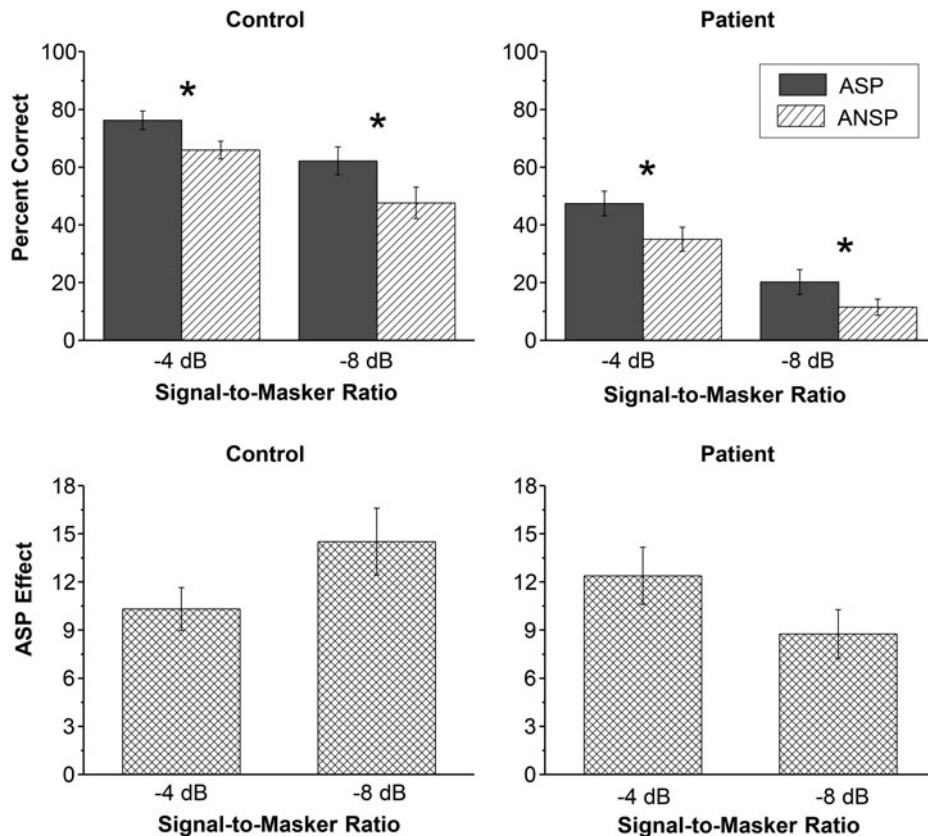 Control
Percent Correct
100
80
60
40
20
0
*
*
-4 dB
-8 dB
Signal-to-Masker Ratio
Patient
100
80
60
40
20
0
*
*
ASP
ANSP
-4 dB
-8 dB
Signal-to-Masker Ratio
Control
ASP Effect
18
15
12
9
6
3
0
-4 dB
-8 dB
Signal-to-Masker Ratio
Patient
18
15
12
9
6
3
0
-4 dB
-8 dB
Signal-to-Masker Ratio